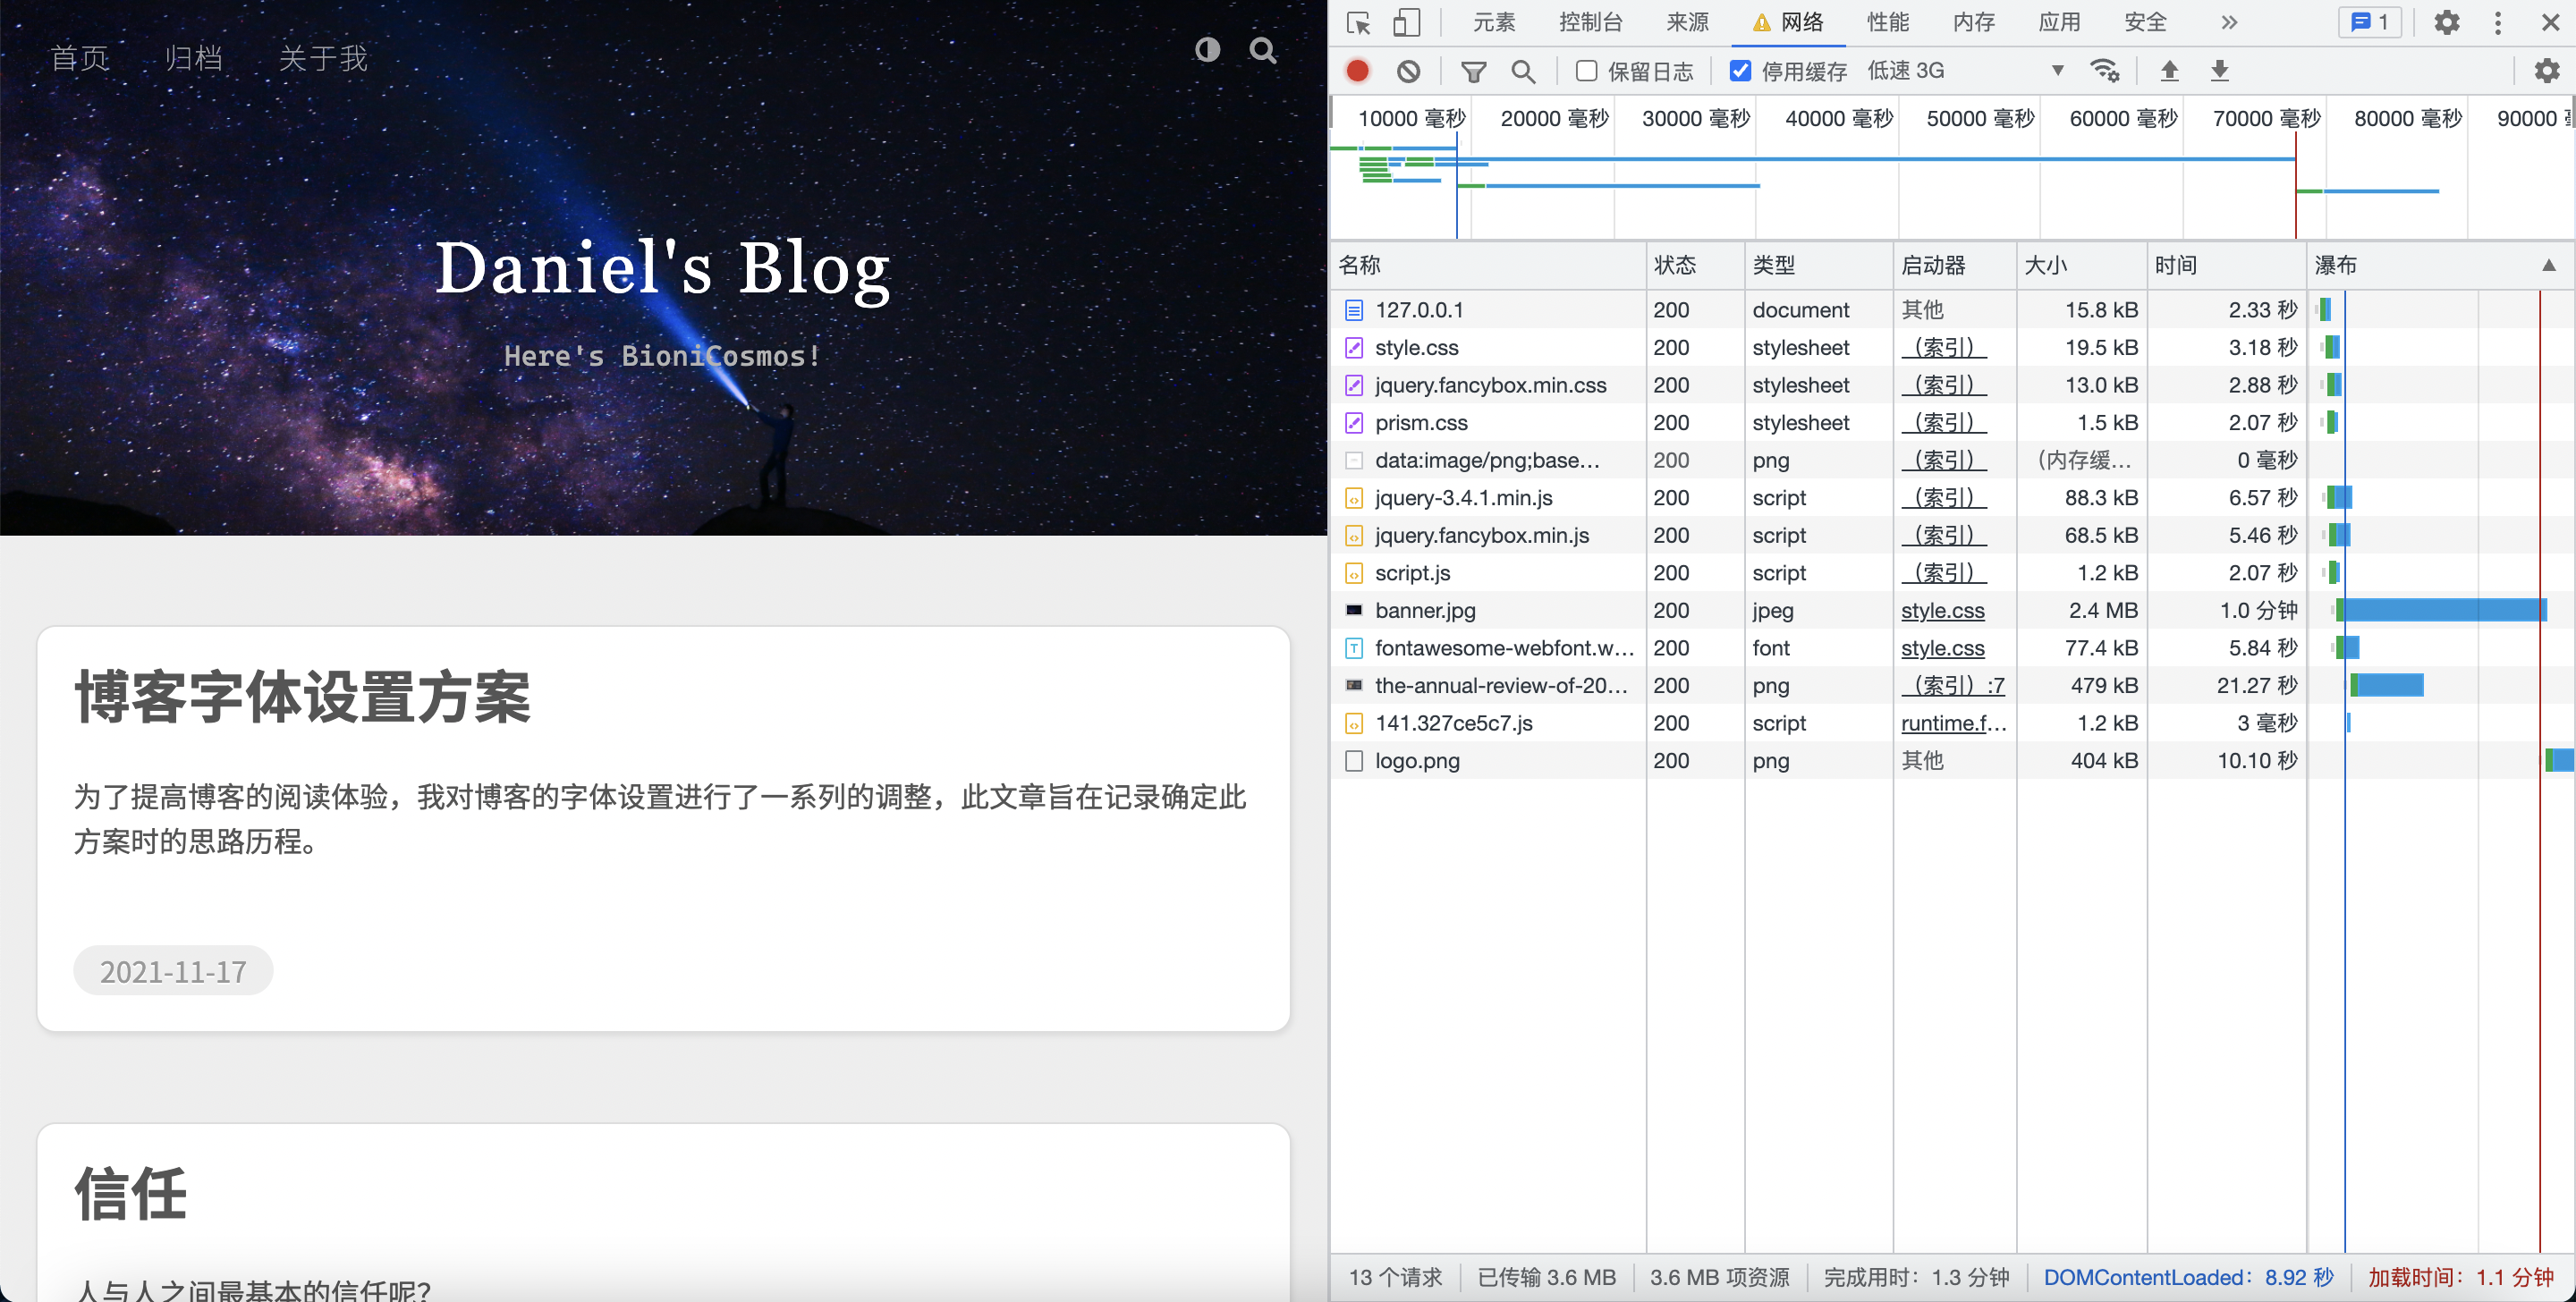 首页 归档 关于我
Daniel's Blog
Here's BioniCosmos!
博客字体设置方案
为了提高博客的阅读体验，我对博客的字体设置进行了一系列的调整，此文章旨在记录确定此
方案时的思路历程。
2021-11-17
信任
人与人之间最基本的信任呢？
元素 控制台 来源 网络 性能 内存 应用 安全 » 1
保留日志 停用缓存 低速 3G
10000 毫秒 20000 毫秒 30000 毫秒 40000 毫秒 50000 毫秒 60000 毫秒 70000 毫秒 80000 毫秒 90000
名称 状态 类型 启动器 大小 时间 瀑布
127.0.0.1 200 document 其他 15.8 kB 2.33 秒
style.css 200 stylesheet （索引） 19.5 kB 3.18 秒
jquery.fancybox.min.css 200 stylesheet （索引） 13.0 kB 2.88 秒
prism.css 200 stylesheet （索引） 1.5 kB 2.07 秒
data:image/png;base… 200 png （索引） （内存缓… 0 毫秒
jquery-3.4.1.min.js 200 script （索引） 88.3 kB 6.57 秒
jquery.fancybox.min.js 200 script （索引） 68.5 kB 5.46 秒
script.js 200 script （索引） 1.2 kB 2.07 秒
banner.jpg 200 jpeg style.css 2.4 MB 1.0 分钟
fontawesome-webfont.w… 200 font style.css 77.4 kB 5.84 秒
the-annual-review-of-20… 200 png （索引）:7 479 kB 21.27 秒
141.327ce5c7.js 200 script runtime.f… 1.2 kB 3 毫秒
logo.png 200 png 其他 404 kB 10.10 秒
13 个请求 已传输 3.6 MB 3.6 MB 项资源 完成用时：1.3 分钟 DOMContentLoaded：8.92 秒 加载时间：1.1 分钟